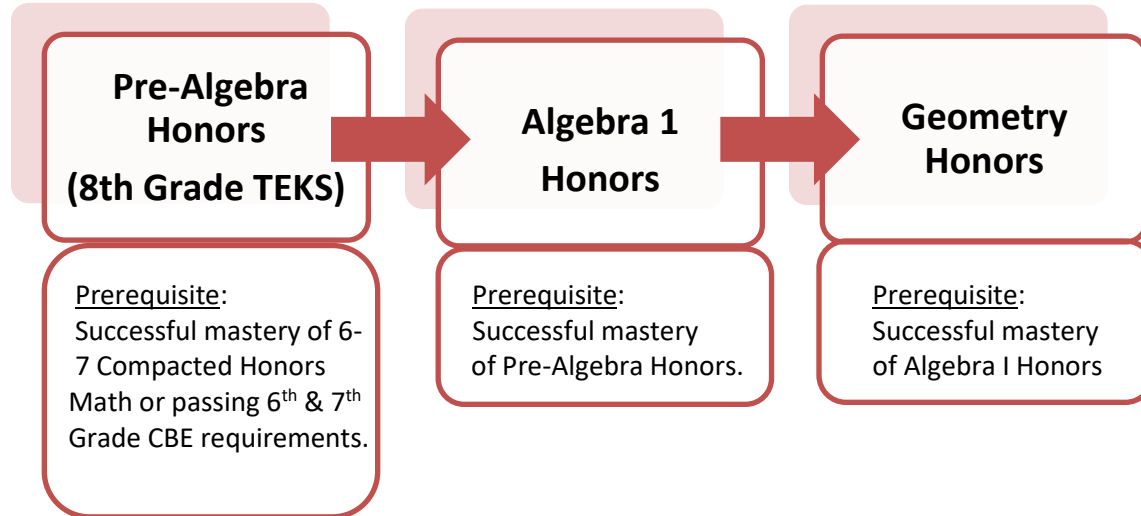 Pre-Algebra
Honors
(8th Grade TEKS)
Prerequisite:
Successful mastery of 6-
7 Compacted Honors
Math or passing 6th & 7th
Grade CBE requirements.
Algebra 1
Honors
Prerequisite:
Successful mastery
of Pre-Algebra Honors.
Geometry
Honors
Prerequisite:
Successful mastery
of Algebra I Honors